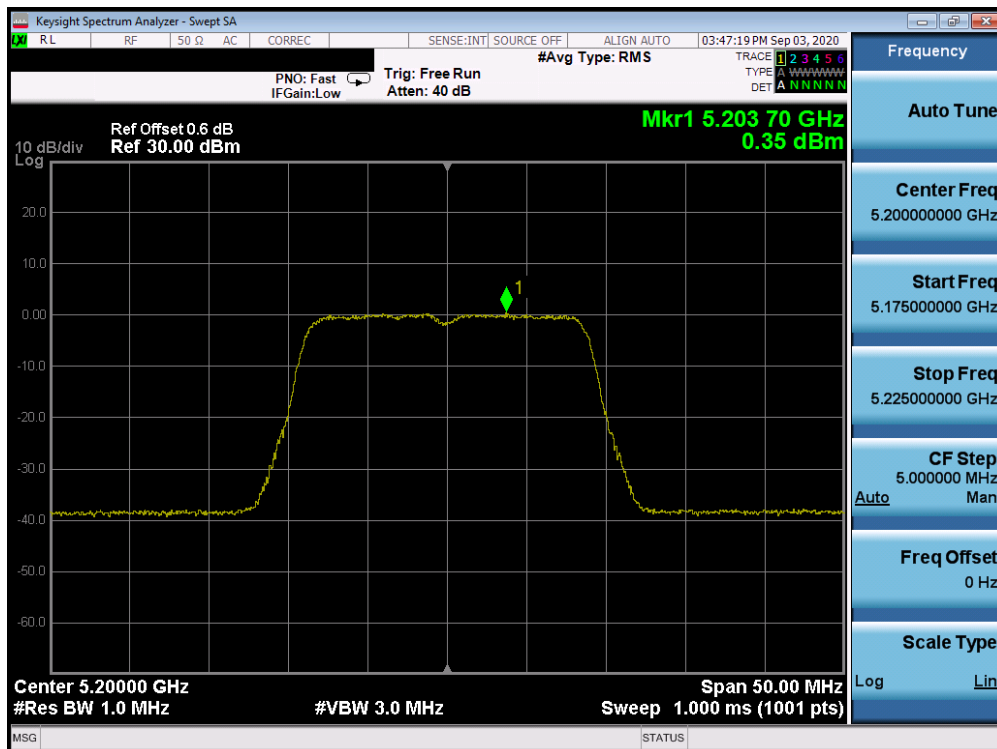 Keysight Spectrum Analyzer - Swept SA
LXI RL RF 50 Ω AC CORREC SENSE:INT SOURCE OFF ALIGN AUTO 03:47:19 PM Sep 03, 2020
#Avg Type: RMS TRACE 1 2 3 4 5 6
PNO: Fast Trig: Free Run TYPE A WWWWW
IFGain:Low Atten: 40 dB DET A N N N N N
Mkr1 5.203 70 GHz
0.35 dBm
Ref Offset 0.6 dB
10 dB/div Ref 30.00 dBm
Log
20.0
10.0
0.00
-10.0
-20.0
-30.0
-40.0
-50.0
-60.0
1
Center 5.20000 GHz Span 50.00 MHz
#Res BW 1.0 MHz #VBW 3.0 MHz Sweep 1.000 ms (1001 pts)
MSG STATUS
Frequency
Auto Tune
Center Freq
5.200000000 GHz
Start Freq
5.175000000 GHz
Stop Freq
5.225000000 GHz
CF Step
5.000000 MHz
Auto Man
Freq Offset
0 Hz
Scale Type
Log Lin